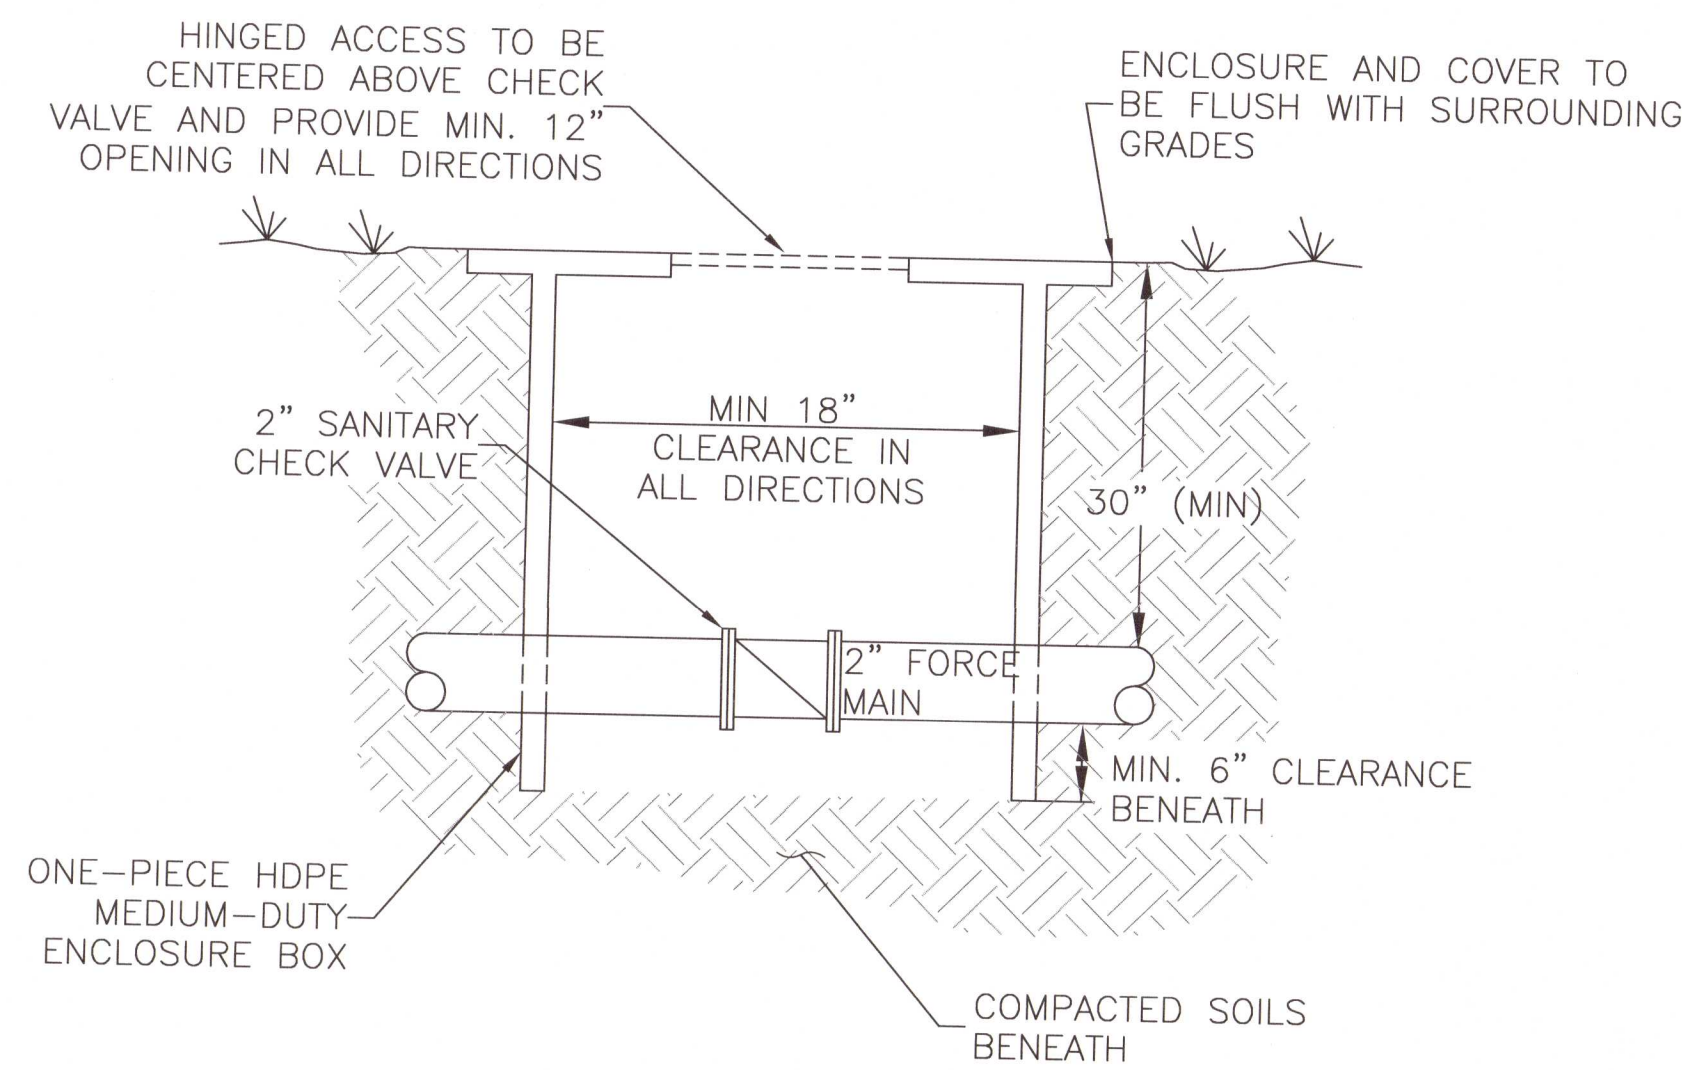 HINGED ACCESS TO BE
CENTERED ABOVE CHECK
VALVE AND PROVIDE MIN. 12”
OPENING IN ALL DIRECTIONS
ENCLOSURE AND COVER TO
BE FLUSH WITH SURROUNDING
GRADES
2” SANITARY
CHECK VALVE
MIN 18”
CLEARANCE IN
ALL DIRECTIONS
30” (MIN)
2” FORCE
MAIN
MIN. 6” CLEARANCE
BENEATH
ONE-PIECE HDPE
MEDIUM-DUTY
ENCLOSURE BOX
COMPACTED SOILS
BENEATH